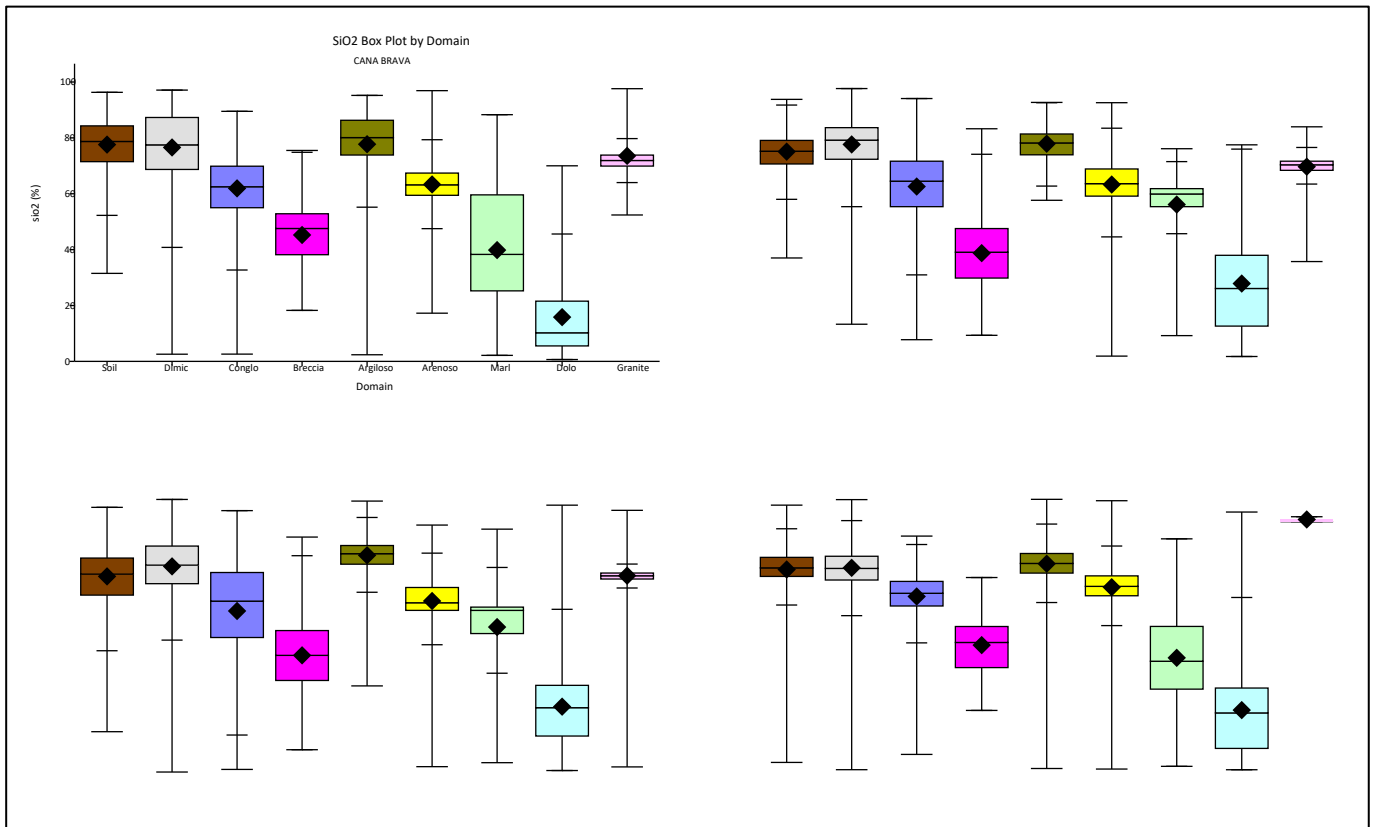 SiO2 Box Plot by Domain
CANA BRAVA
sio2 (%)
100
80
60
40
20
0
Soil Dimic Conglo Breccia Argiloso Arenoso Marl Dolo Granite
Domain